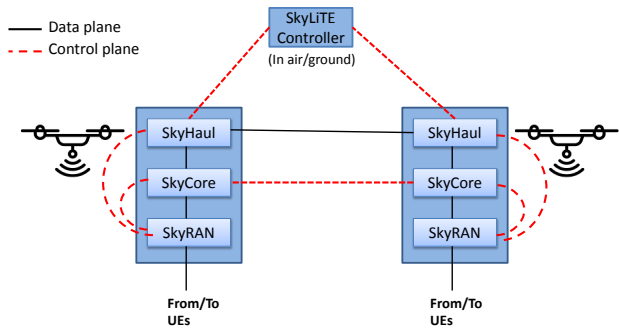 SkyLiTE
Controller
(In air/ground)
Data plane
Control plane
SkyHaul
SkyCore
SkyRAN
From/To
UEs
SkyHaul
SkyCore
SkyRAN
From/To
UEs